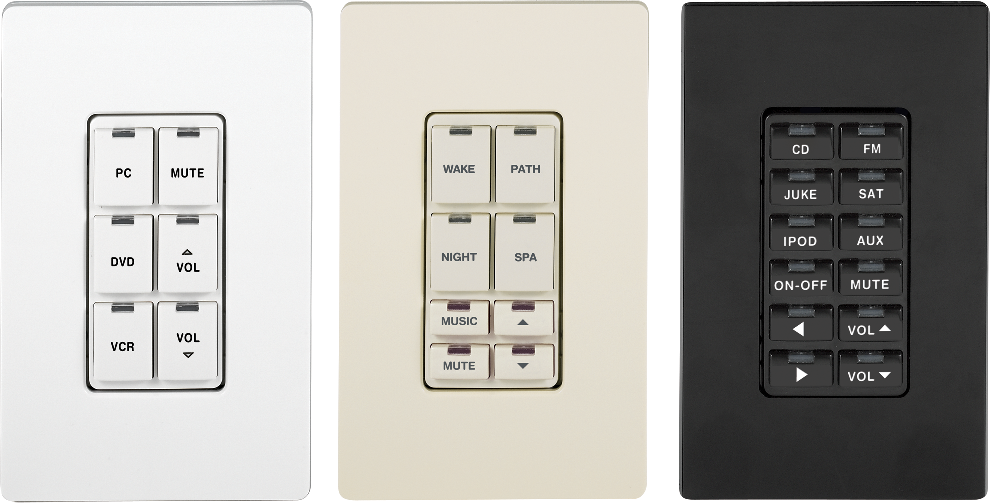 PC
MUTE
DVD
VOL
VCR
VOL
WAKE
PATH
NIGHT
SPA
MUSIC
MUTE
CD
FM
JUKE
SAT
IPOD
AUX
ON-OFF
MUTE
VOL
VOL